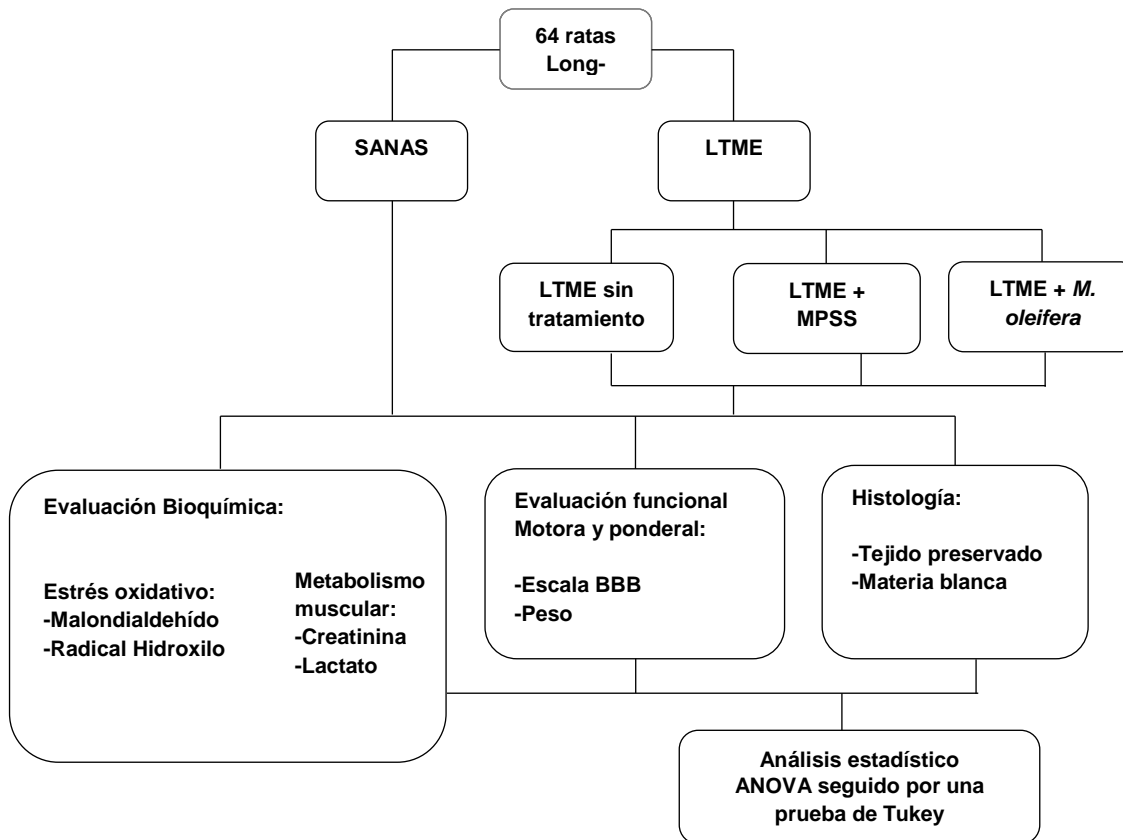 64 ratas
Long-
SANAS
LTME
LTME sin
tratamiento
LTME +
MPSS
LTME + M.
oleifera
Evaluación Bioquímica:
Estrés oxidativo:
-Malondialdehído
-Radical Hidroxilo
Metabolismo
muscular:
-Creatinina
-Lactato
Evaluación funcional
Motora y ponderal:
-Escala BBB
-Peso
Histología:
-Tejido preservado
-Materia blanca
Análisis estadístico
ANOVA seguido por una
prueba de Tukey